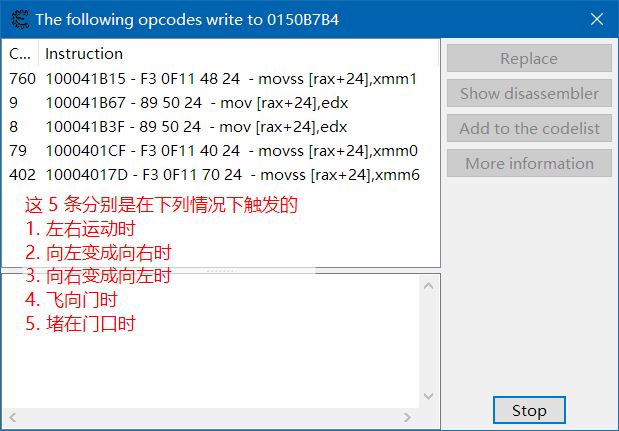 The following opcodes write to 0150B7B4
C... Instruction
760 100041B15 - F3 0F11 48 24 - movss [rax+24],xmm1
9 100041B67 - 89 50 24 - mov [rax+24],edx
8 100041B3F - 89 50 24 - mov [rax+24],edx
79 1000401CF - F3 0F11 40 24 - movss [rax+24],xmm0
402 10004017D - F3 0F11 70 24 - movss [rax+24],xmm6
这 5 条分别是在下列情况下触发的
1. 左右运动时
2. 向左变成向右时
3. 向右变成向左时
4. 飞向门时
5. 堵在门口时
Replace
Show disassembler
Add to the codelist
More information
Stop